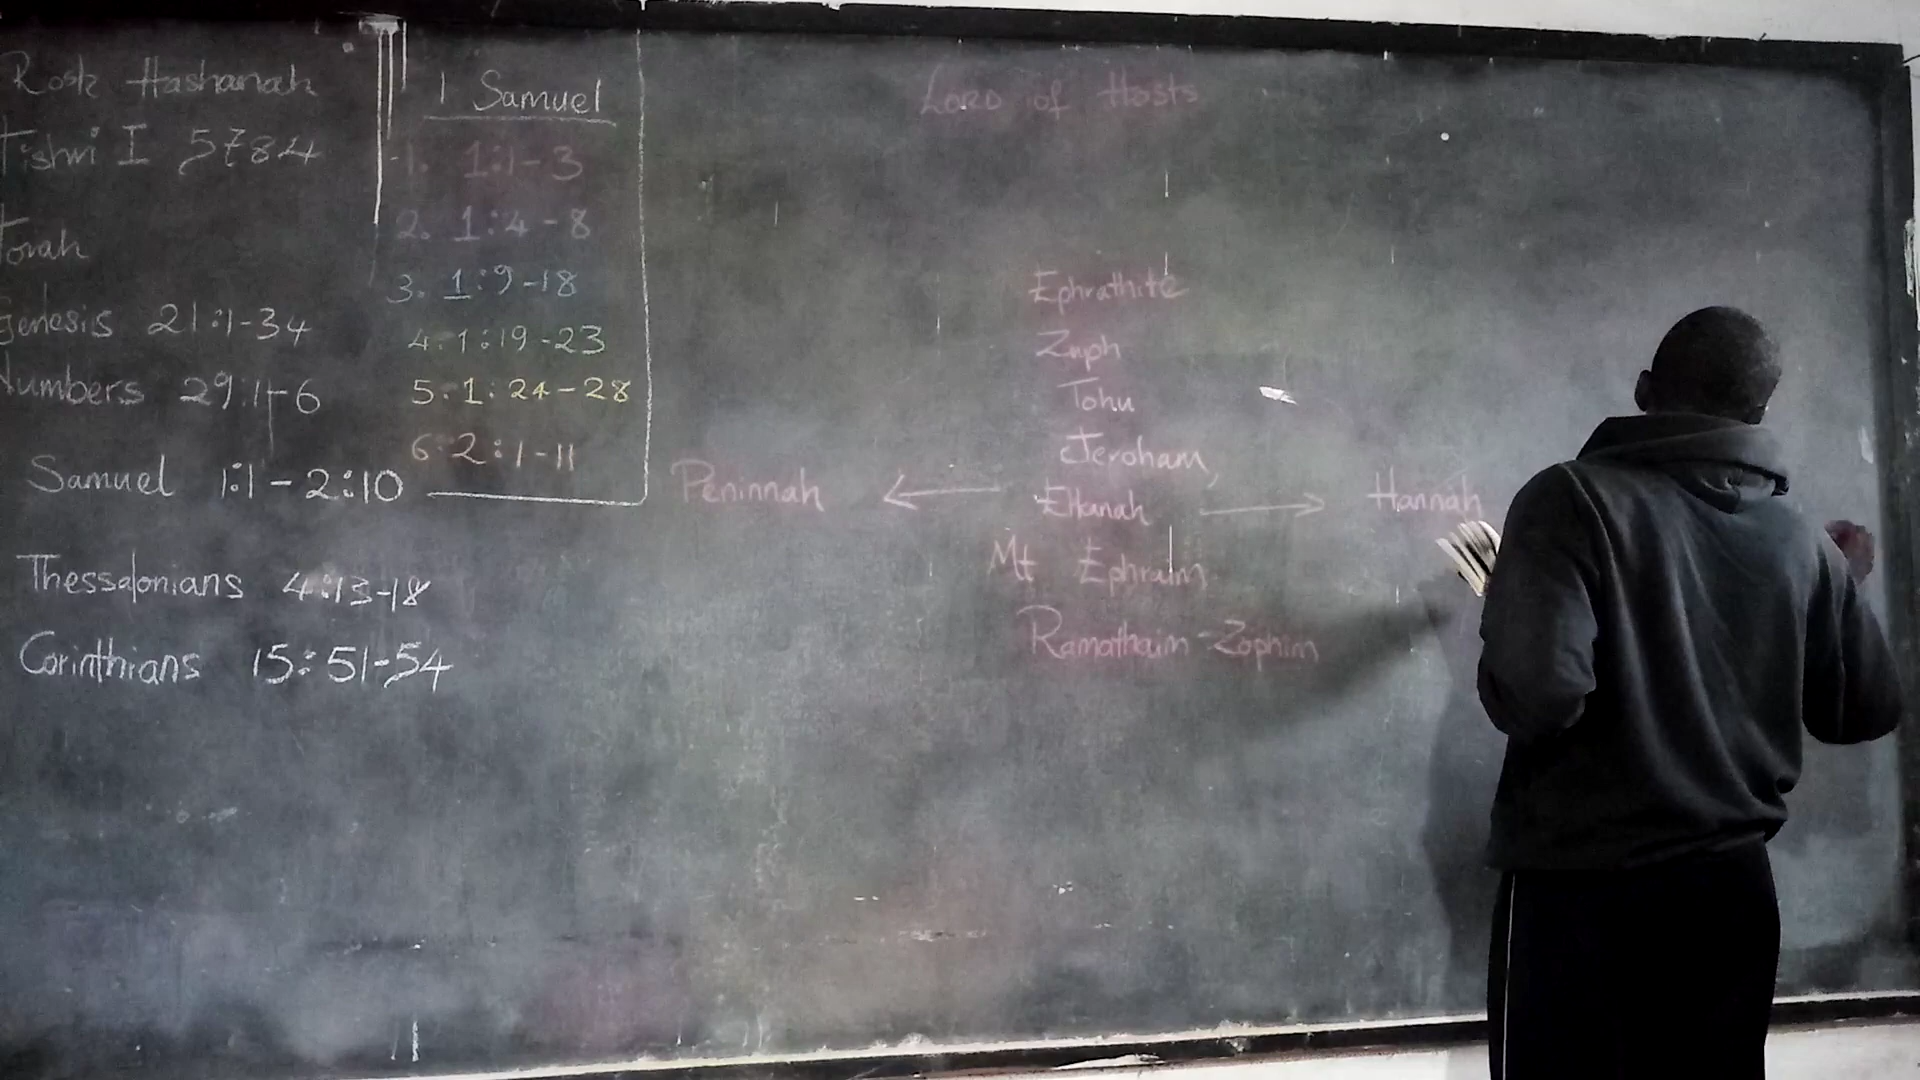 Rosh Hashanah
Tishri I 5784
Torah
Genesis 21:1-34
Numbers 29:1-6
Samuel 1:1-2:10
Thessalonians 4:13-18
Corinthians 15:51-54
1 Samuel
1. 1:1-3
2. 1:4-8
3. 1:9-18
4. 1:19-23
5. 1:24-28
6. 2:1-11
LORD of Hosts
Ephrathite
Zuph
Tohu
Jeroham,
Peninnah ← Elkanah → Hannah
Mt Ephraim
Ramathaim-Zophim